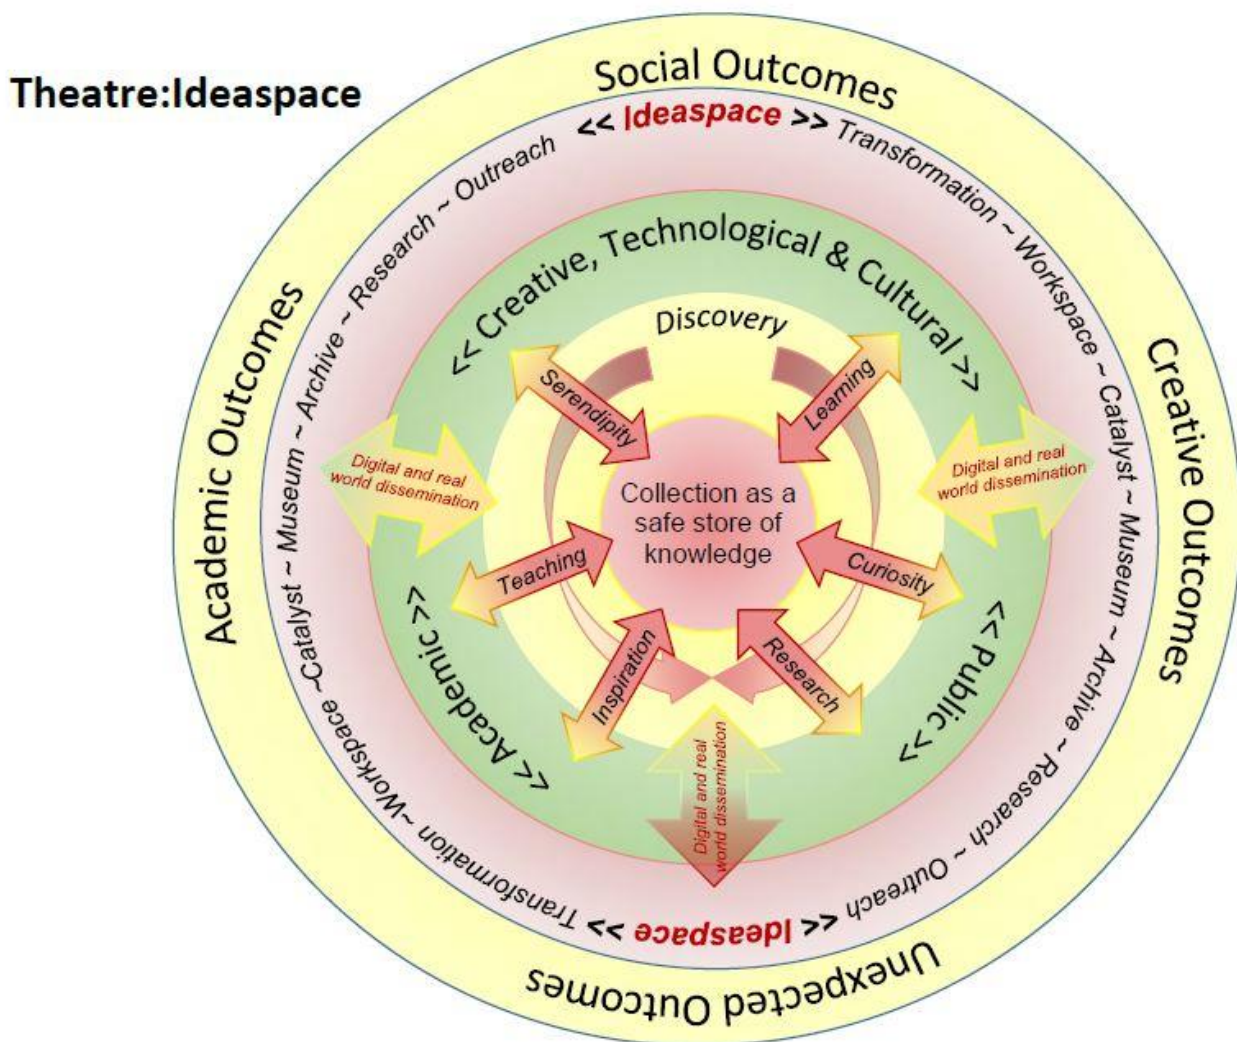 Theatre:Ideaspace
Social Outcomes
Creative Outcomes
Unexpected Outcomes
Academic Outcomes
<< Ideaspace >>
Transformation ~ Workspace ~ Catalyst ~ Museum ~ Archive ~ Research ~ Outreach
<< Ideaspace >>
Transformation ~Workspace ~Catalyst ~ Museum ~ Archive ~ Research ~ Outreach
<< Creative, Technological & Cultural >>
<< Public >>
<< Academic >>
Discovery
Serendipity
Learning
Teaching
Curiosity
Inspiration
Research
Digital and real
world dissemination
Digital and real
world dissemination
Digital and real
world dissemination
Collection as a
safe store of
knowledge